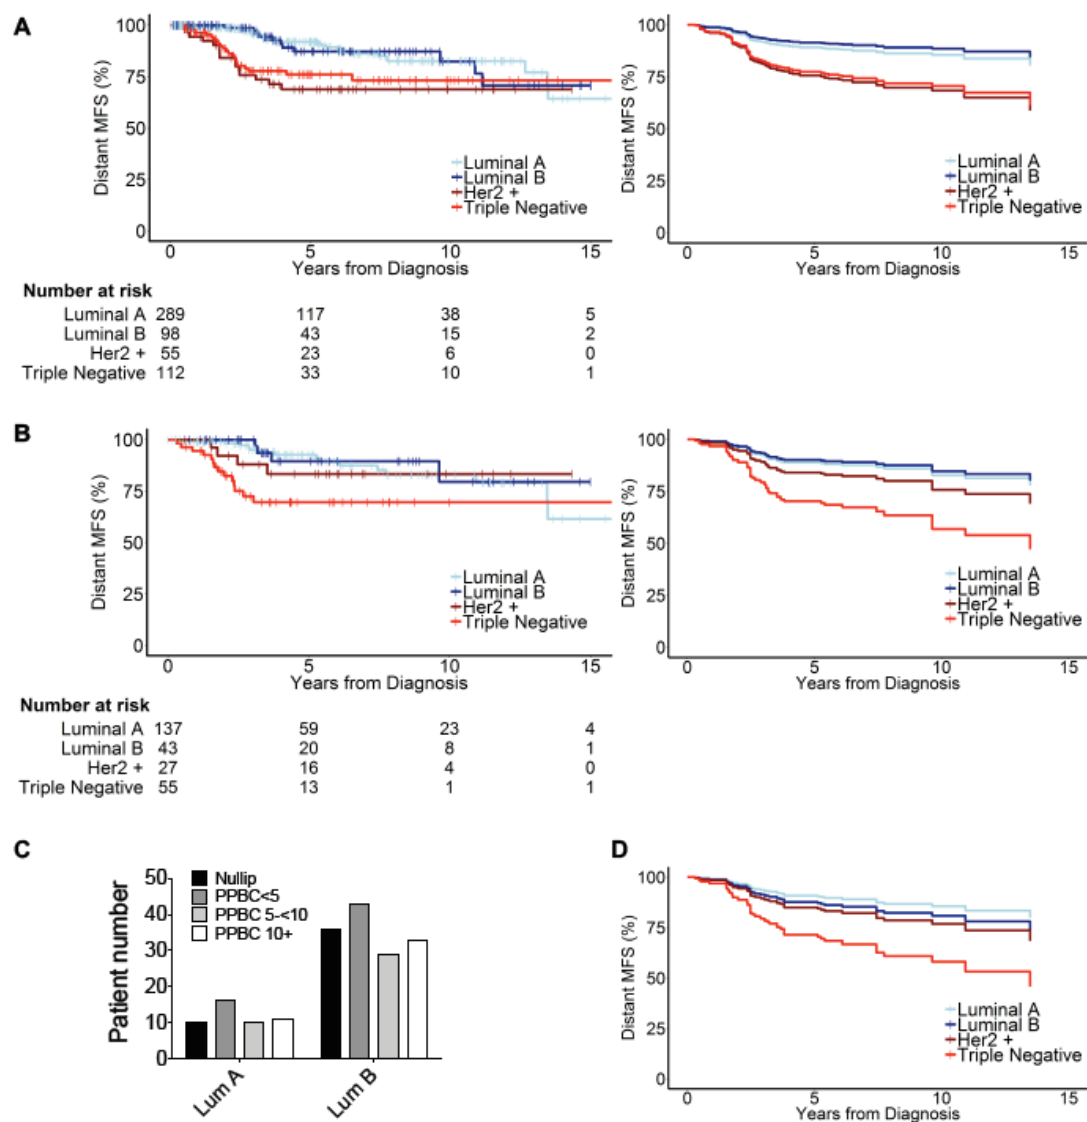 A
Distant MFS (%)
100
75
50
25
0
Luminal A
Luminal B
Her2 +
Triple Negative
0 5 10 15
Years from Diagnosis
Distant MFS (%)
100
75
50
25
0
Luminal A
Luminal B
Her2 +
Triple Negative
0 5 10 15
Years from Diagnosis
Number at risk
Luminal A 289 117 38 5
Luminal B 98 43 15 2
Her2 + 55 23 6 0
Triple Negative 112 33 10 1
B
Distant MFS (%)
100
75
50
25
0
Luminal A
Luminal B
Her2 +
Triple Negative
0 5 10 15
Years from Diagnosis
Distant MFS (%)
100
75
50
25
0
Luminal A
Luminal B
Her2 +
Triple Negative
0 5 10 15
Years from Diagnosis
Number at risk
Luminal A 137 59 23 4
Luminal B 43 20 8 1
Her2 + 27 16 4 0
Triple Negative 55 13 1 1
C
Patient number
50
40
30
20
10
0
Nullip
PPBC<5
PPBC 5-<10
PPBC 10+
Lum A
Lum B
D
Distant MFS (%)
100
75
50
25
0
Luminal A
Luminal B
Her2 +
Triple Negative
0 5 10 15
Years from Diagnosis